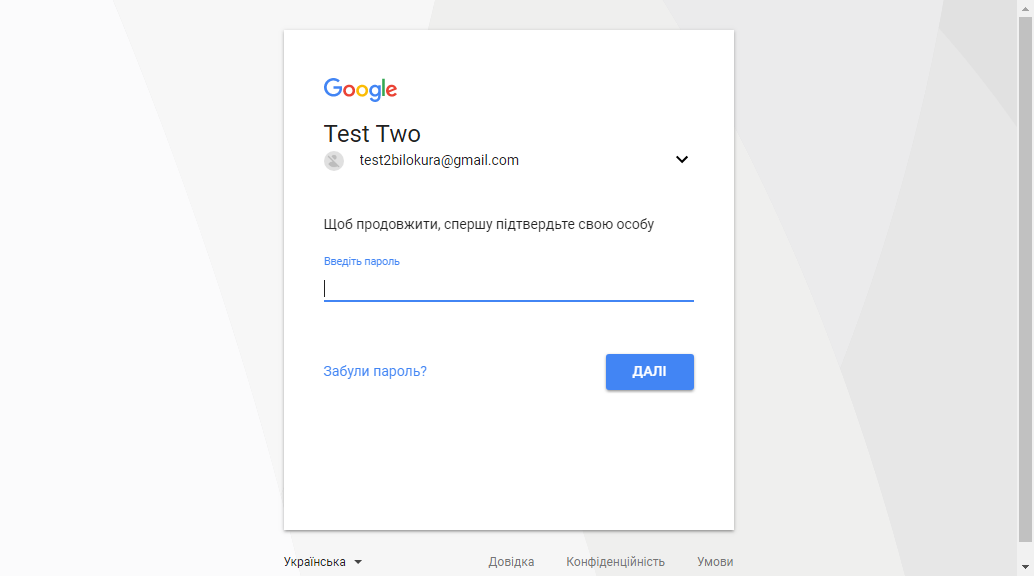 Google
Test Two
test2bilokura@gmail.com
Щоб продовжити, спершу підтвердьте свою особу
Введіть пароль
Забули пароль? ДАЛІ
Українська Довідка Конфіденційність Умови